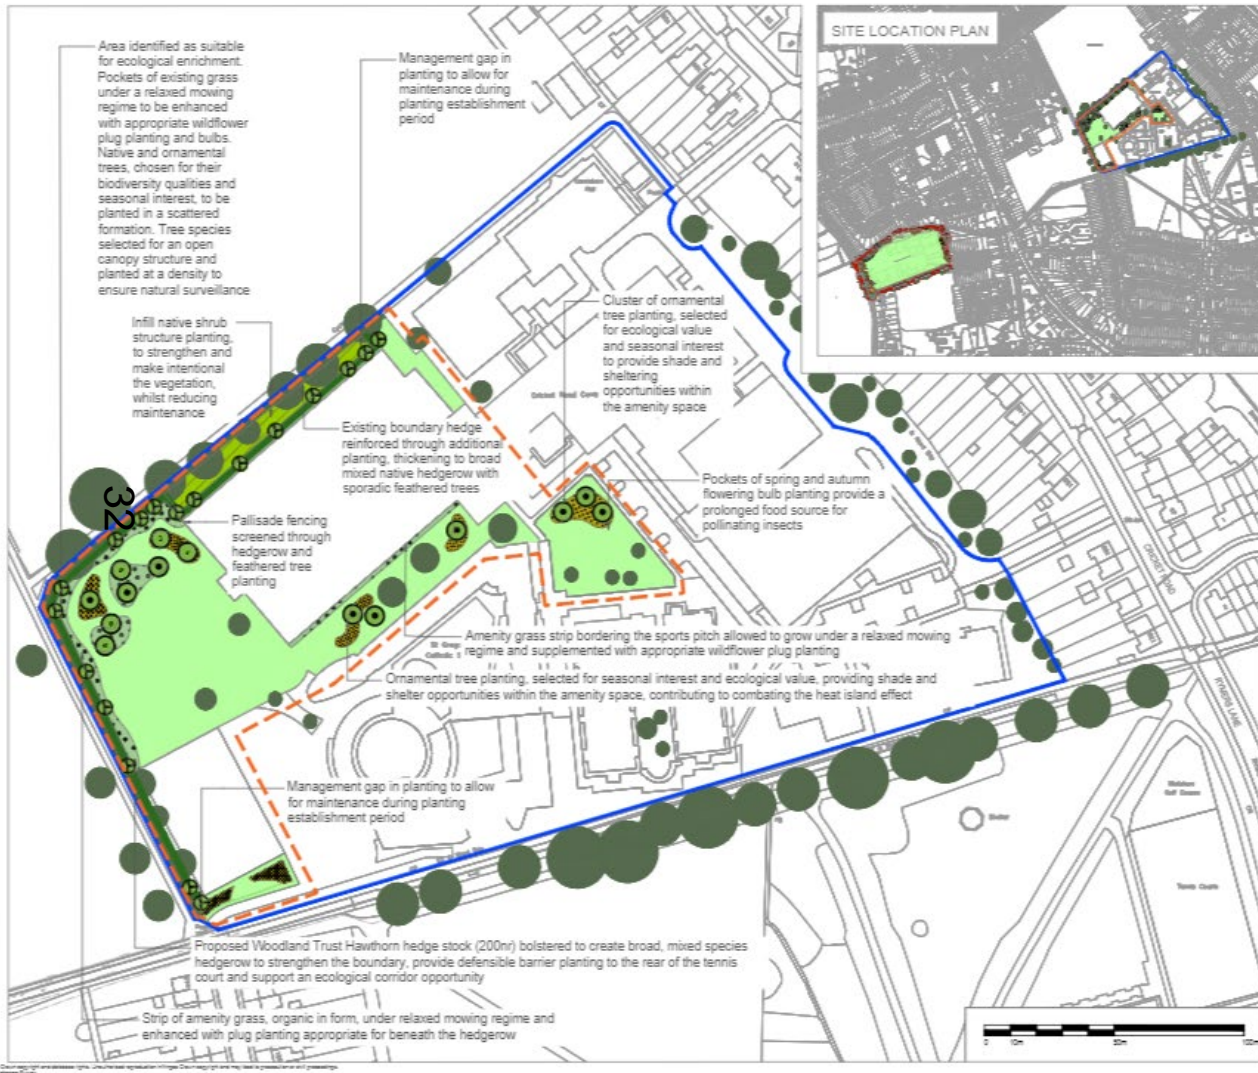 SITE LOCATION PLAN
Area identified as suitable
for ecological enrichment.
Pockets of existing grass
under a relaxed mowing
regime to be enhanced
with appropriate wildflower
plug planting and bulbs.
Native and ornamental
trees, chosen for their
biodiversity qualities and
seasonal interest, to be
planted in a scattered
formation. Tree species
selected for an open
canopy structure and
planted at a density to
ensure natural surveillance
Management gap in
planting to allow for
maintenance during
planting establishment
period
Infill native shrub
structure planting,
to strengthen and
make intentional
the vegetation,
whilst reducing
maintenance
Cluster of ornamental
tree planting, selected
for ecological value
and seasonal interest
to provide shade and
sheltering
opportunities within
the amenity space
Existing boundary hedge
reinforced through additional
planting, thickening to broad
mixed native hedgerow with
sporadic feathered trees
Pockets of spring and autumn
flowering bulb planting provide a
prolonged food source for
pollinating insects
32
Pallisade fencing
screened through
hedgerow and
feathered tree
planting
CRICKET ROAD
RYMERS LANE
Amenity grass strip bordering the sports pitch allowed to grow under a relaxed mowing
regime and supplemented with appropriate wildflower plug planting
Ornamental tree planting, selected for seasonal interest and ecological value, providing shade and
shelter opportunities within the amenity space, contributing to combating the heat island effect
Management gap in planting to allow
for maintenance during planting
establishment period
Shelter
Tennis Courts
Proposed Woodland Trust Hawthorn hedge stock (200nr) bolstered to create broad, mixed species
hedgerow to strengthen the boundary, provide defensible barrier planting to the rear of the tennis
court and support an ecological corridor opportunity
Strip of amenity grass, organic in form, under relaxed mowing regime and
enhanced with plug planting appropriate for beneath the hedgerow
0 10m 50m 100m